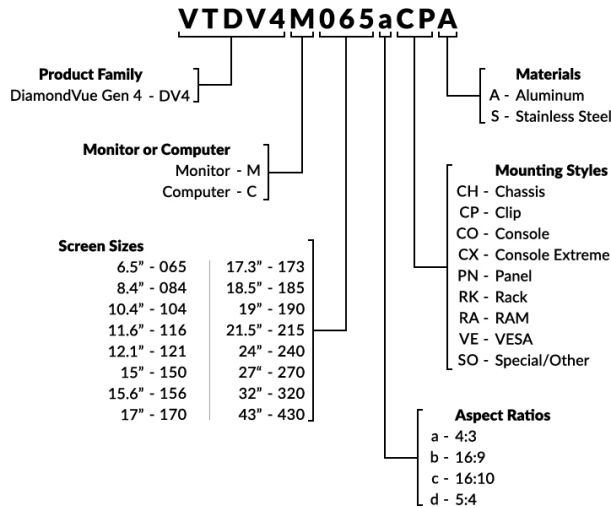 VTDV4M065aCPA
Product Family
DiamondVue Gen 4 - DV4
Monitor or Computer
Monitor - M
Computer - C
Screen Sizes
6.5” - 065
8.4” - 084
10.4” - 104
11.6” - 116
12.1” - 121
15” - 150
15.6” - 156
17” - 170
17.3” - 173
18.5” - 185
19” - 190
21.5” - 215
24” - 240
27“ - 270
32” - 320
43” - 430
Materials
A - Aluminum
S - Stainless Steel
Mounting Styles
CH - Chassis
CP - Clip
CO - Console
CX - Console Extreme
PN - Panel
RK - Rack
RA - RAM
VE - VESA
SO - Special/Other
Aspect Ratios
a - 4:3
b - 16:9
c - 16:10
d - 5:4